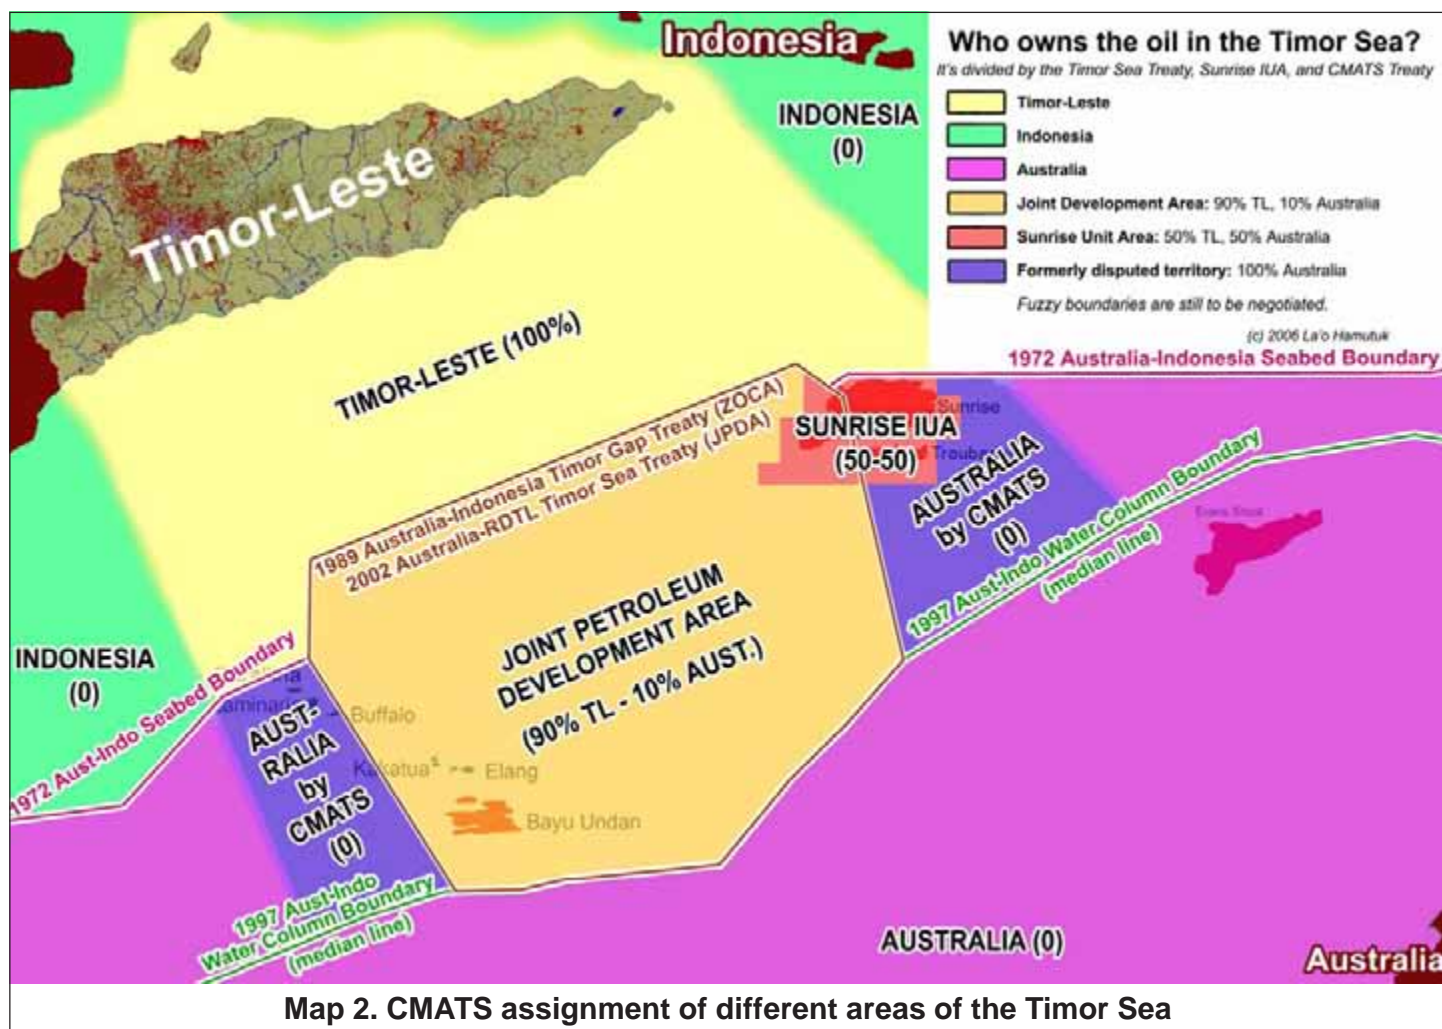 Indonesia
Who owns the oil in the Timor Sea?
It's divided by the Timor Sea Treaty, Sunrise IUA, and CMATS Treaty
Timor-Leste
Indonesia
Australia
Joint Development Area: 90% TL, 10% Australia
Sunrise Unit Area: 50% TL, 50% Australia
Formerly disputed territory: 100% Australia
Fuzzy boundaries are still to be negotiated.
(c) 2006 La'o Hamutuk
INDONESIA
(0)
Timor-Leste
TIMOR-LESTE (100%)
1972 Australia-Indonesia Seabed Boundary
1989 Australia-Indonesia Timor Gap Treaty (ZOCA)
2002 Australia-RDTL Timor Sea Treaty (JPDA)
Sunrise
SUNRISE IUA
(50-50)
AUSTRALIA
by CMATS
(0)
1997 Aust-Indo Water Column Boundary
(median line)
JOINT PETROLEUM
DEVELOPMENT AREA
(90% TL - 10% AUST.)
INDONESIA
(0)
1972 Aust-Indo Seabed Boundary
Buffalo
AUST-
RALIA
by
CMATS
(0)
Kakatua
Elang
Bayu Undan
1997 Aust-Indo
Water Column Boundary
(median line)
AUSTRALIA (0)
Australia
Map 2. CMATS assignment of different areas of the Timor Sea